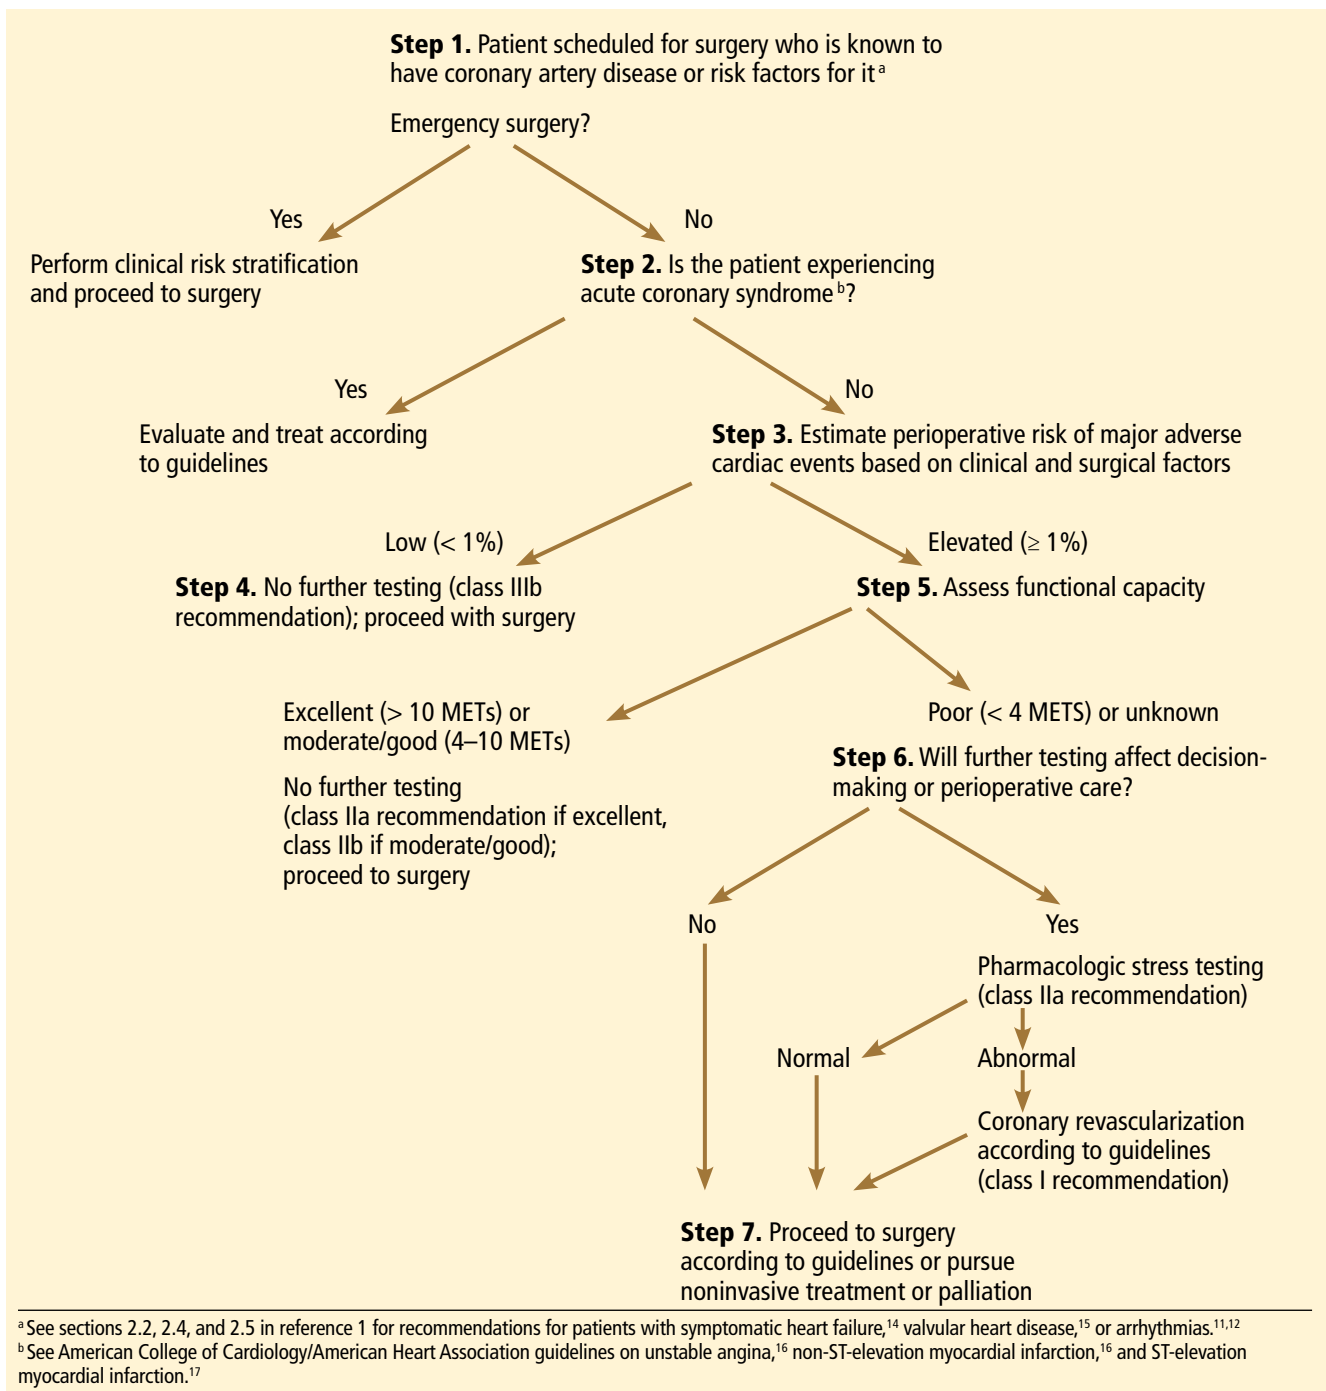 Step 1. Patient scheduled for surgery who is known to
have coronary artery disease or risk factors for it a
Emergency surgery?
Yes
No
Perform clinical risk stratification
and proceed to surgery
Step 2. Is the patient experiencing
acute coronary syndrome b?
Yes
No
Evaluate and treat according
to guidelines
Step 3. Estimate perioperative risk of major adverse
cardiac events based on clinical and surgical factors
Low (< 1%)
Elevated (≥ 1%)
Step 4. No further testing (class IIIb
recommendation); proceed with surgery
Step 5. Assess functional capacity
Excellent (> 10 METs) or
moderate/good (4–10 METs)
No further testing
(class IIa recommendation if excellent,
class IIb if moderate/good);
proceed to surgery
Poor (< 4 METS) or unknown
Step 6. Will further testing affect decision-
making or perioperative care?
No
Yes
Pharmacologic stress testing
(class IIa recommendation)
Normal
Abnormal
Coronary revascularization
according to guidelines
(class I recommendation)
Step 7. Proceed to surgery
according to guidelines or pursue
noninvasive treatment or palliation
a See sections 2.2, 2.4, and 2.5 in reference 1 for recommendations for patients with symptomatic heart failure,14 valvular heart disease,15 or arrhythmias.11,12
b See American College of Cardiology/American Heart Association guidelines on unstable angina,16 non-ST-elevation myocardial infarction,16 and ST-elevation
myocardial infarction.17